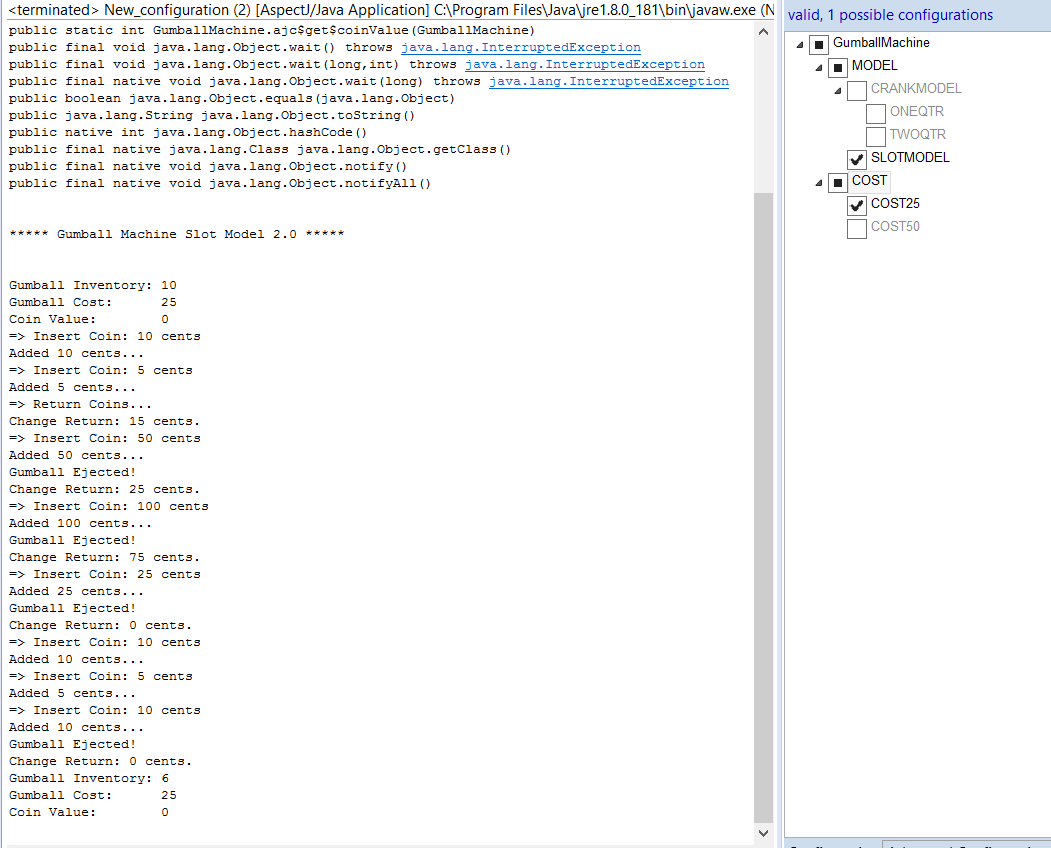 <terminated> New_configuration (2) [AspectJ/Java Application] C:\Program Files\Java\jre1.8.0_181\bin\javaw.exe (N
public static int GumballMachine.ajc$get$coinValue(GumballMachine)
public final void java.lang.Object.wait() throws java.lang.InterruptedException
public final void java.lang.Object.wait(long,int) throws java.lang.InterruptedException
public final native void java.lang.Object.wait(long) throws java.lang.InterruptedException
public boolean java.lang.Object.equals(java.lang.Object)
public java.lang.String java.lang.Object.toString()
public native int java.lang.Object.hashCode()
public final native java.lang.Class java.lang.Object.getClass()
public final native void java.lang.Object.notify()
public final native void java.lang.Object.notifyAll()
***** Gumball Machine Slot Model 2.0 *****
Gumball Inventory: 10
Gumball Cost:      25
Coin Value:        0
=> Insert Coin: 10 cents
Added 10 cents...
=> Insert Coin: 5 cents
Added 5 cents...
=> Return Coins...
Change Return: 15 cents.
=> Insert Coin: 50 cents
Added 50 cents...
Gumball Ejected!
Change Return: 25 cents.
=> Insert Coin: 100 cents
Added 100 cents...
Gumball Ejected!
Change Return: 75 cents.
=> Insert Coin: 25 cents
Added 25 cents...
Gumball Ejected!
Change Return: 0 cents.
=> Insert Coin: 10 cents
Added 10 cents...
=> Insert Coin: 5 cents
Added 5 cents...
=> Insert Coin: 10 cents
Added 10 cents...
Gumball Ejected!
Change Return: 0 cents.
Gumball Inventory: 6
Gumball Cost:      25
Coin Value:        0
valid, 1 possible configurations
GumballMachine
MODEL
CRANKMODEL
ONEQTR
TWOQTR
SLOTMODEL
COST
COST25
COST50